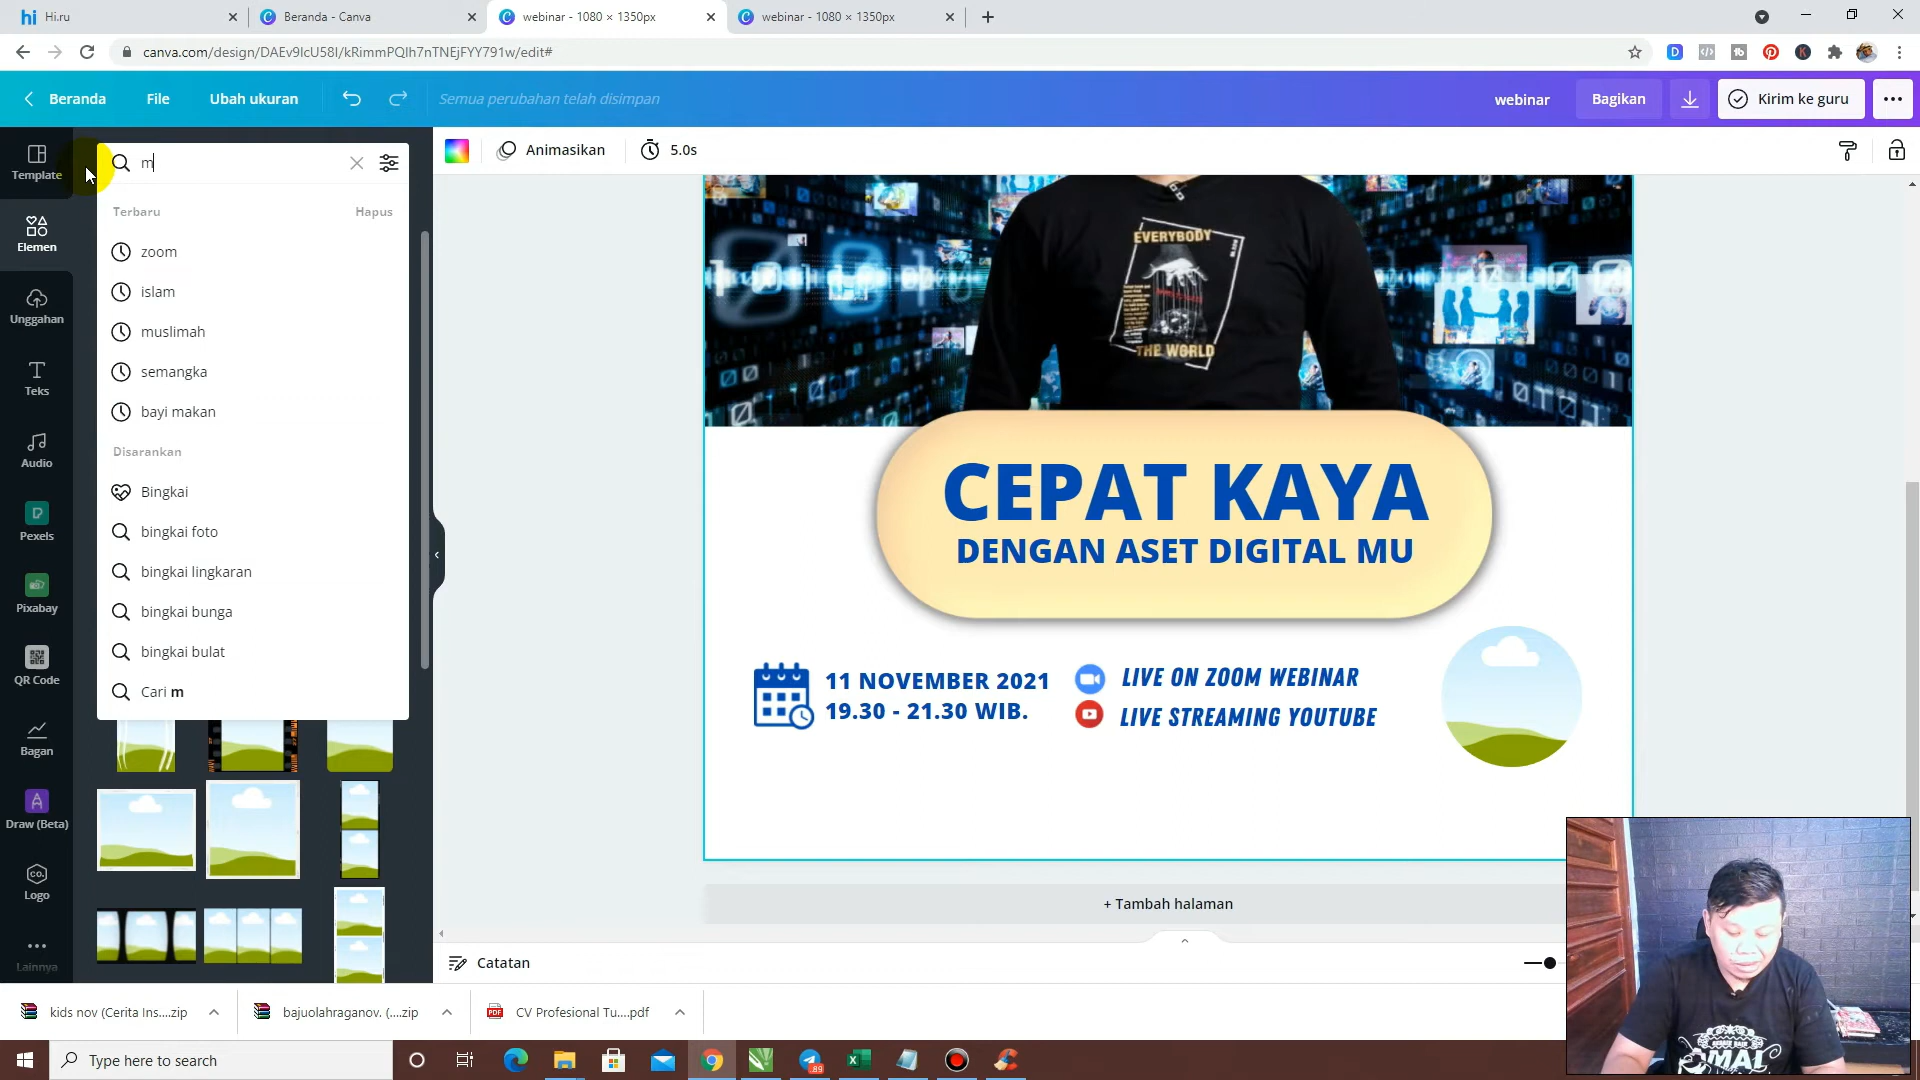 Hi.ru
Beranda - Canva
webinar - 1080 × 1350px
webinar - 1080 × 1350px
canva.com/design/DAEv9IcU58I/kRimmPQIh7nTNEjFYY791w/edit#
Beranda
File
Ubah ukuran
Semua perubahan telah disimpan
webinar
Bagikan
Kirim ke guru
Template
Elemen
Unggahan
Teks
Audio
Pexels
Pixabay
QR Code
Bagan
Draw (Beta)
Logo
Lainnya
m
Terbaru
Hapus
zoom
islam
muslimah
semangka
bayi makan
Disarankan
Bingkai
bingkai foto
bingkai lingkaran
bingkai bunga
bingkai bulat
Cari m
Animasikan
5.0s
EVERYBODY
THE WORLD
CEPAT KAYA
DENGAN ASET DIGITAL MU
11 NOVEMBER 2021
19.30 - 21.30 WIB.
LIVE ON ZOOM WEBINAR
LIVE STREAMING YOUTUBE
+ Tambah halaman
Catatan
kids nov (Cerita Ins....zip
bajuolahraganov. (....zip
CV Profesional Tu....pdf
Type here to search
89